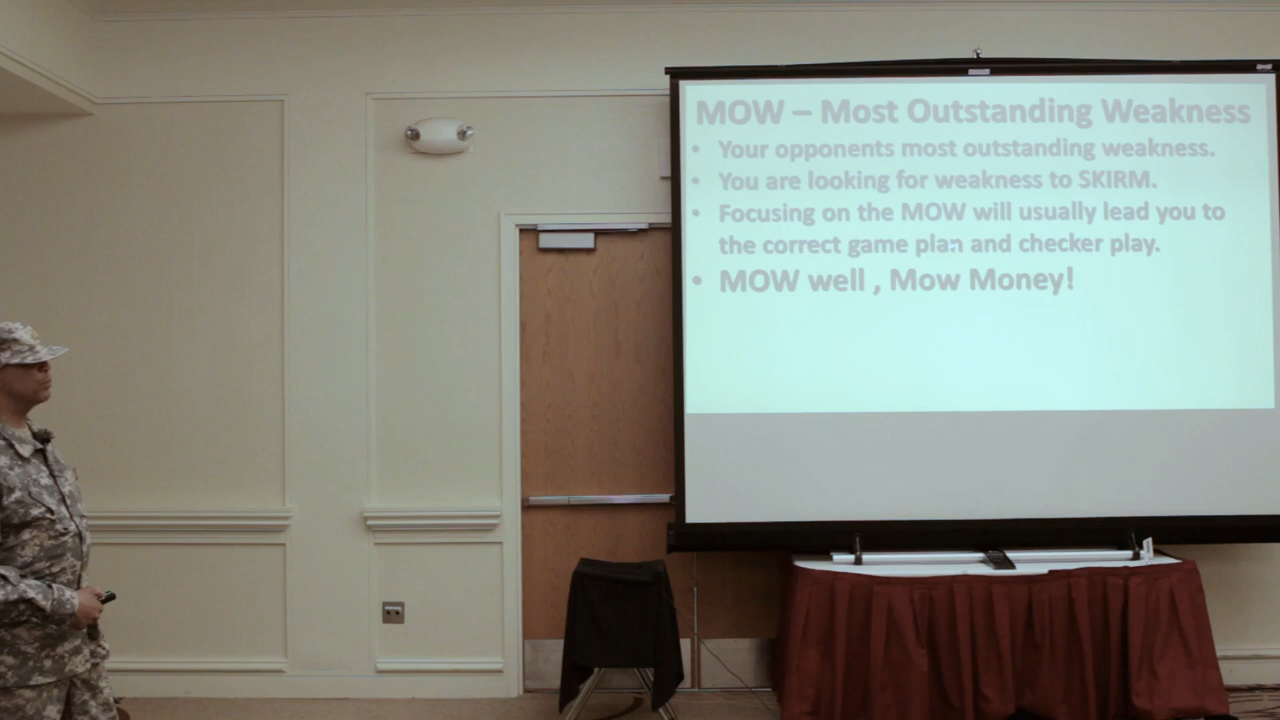 MOW – Most Outstanding Weakness
• Your opponents most outstanding weakness.
• You are looking for weakness to SKIRM.
• Focusing on the MOW will usually lead you to
the correct game plan and checker play.
• MOW well , Mow Money!